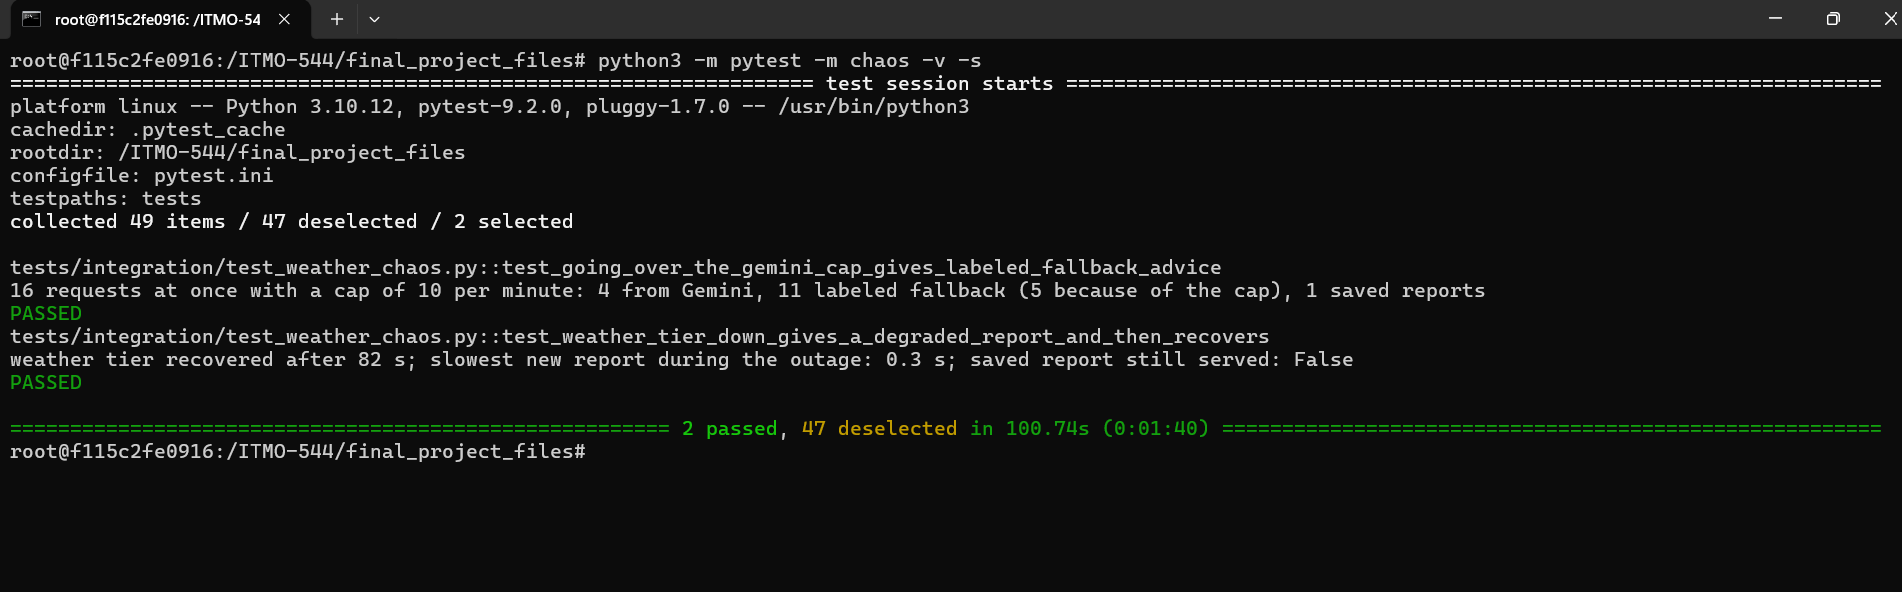 root@f115c2fe0916: /ITMO-54
root@f115c2fe0916:/ITMO-544/final_project_files# python3 -m pytest -m chaos -v -s
=================================================================== test session starts ====================================================================
platform linux -- Python 3.10.12, pytest-9.2.0, pluggy-1.7.0 -- /usr/bin/python3
cachedir: .pytest_cache
rootdir: /ITMO-544/final_project_files
configfile: pytest.ini
testpaths: tests
collected 49 items / 47 deselected / 2 selected
tests/integration/test_weather_chaos.py::test_going_over_the_gemini_cap_gives_labeled_fallback_advice
16 requests at once with a cap of 10 per minute: 4 from Gemini, 11 labeled fallback (5 because of the cap), 1 saved reports
PASSED
tests/integration/test_weather_chaos.py::test_weather_tier_down_gives_a_degraded_report_and_then_recovers
weather tier recovered after 82 s; slowest new report during the outage: 0.3 s; saved report still served: False
PASSED
======================================================= 2 passed, 47 deselected in 100.74s (0:01:40) =======================================================
root@f115c2fe0916:/ITMO-544/final_project_files#